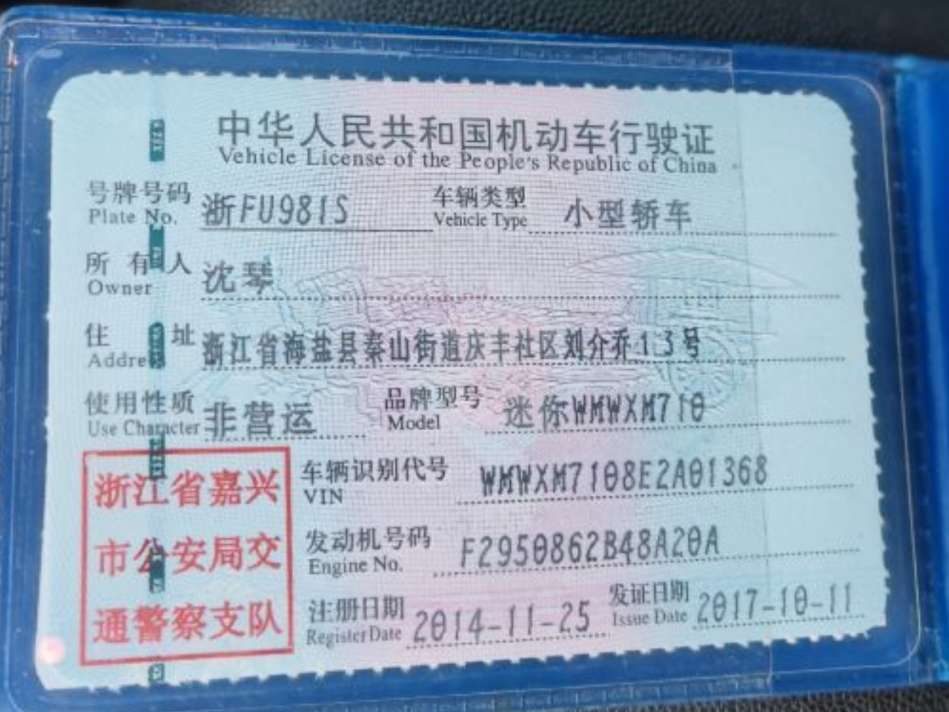 中华人民共和国机动车行驶证
Vehicle License of the People's Republic of China
号牌号码 浙FU981S 车辆类型 小型轿车
Plate No. Vehicle Type
所有人 沈琴
Owner
住址 浙江省海盐县秦山街道庆丰社区刘介乔13号
Address
使用性质 非营运 品牌型号 迷你WMWXM710
Use Character Model
车辆识别代号 WMWXM7108E2A01368
VIN
发动机号码 F2950862B48A20A
Engine No.
注册日期 2014-11-25 发证日期 2017-10-11
Register Date Issue Date
浙江省嘉兴
市公安局交
通警察支队